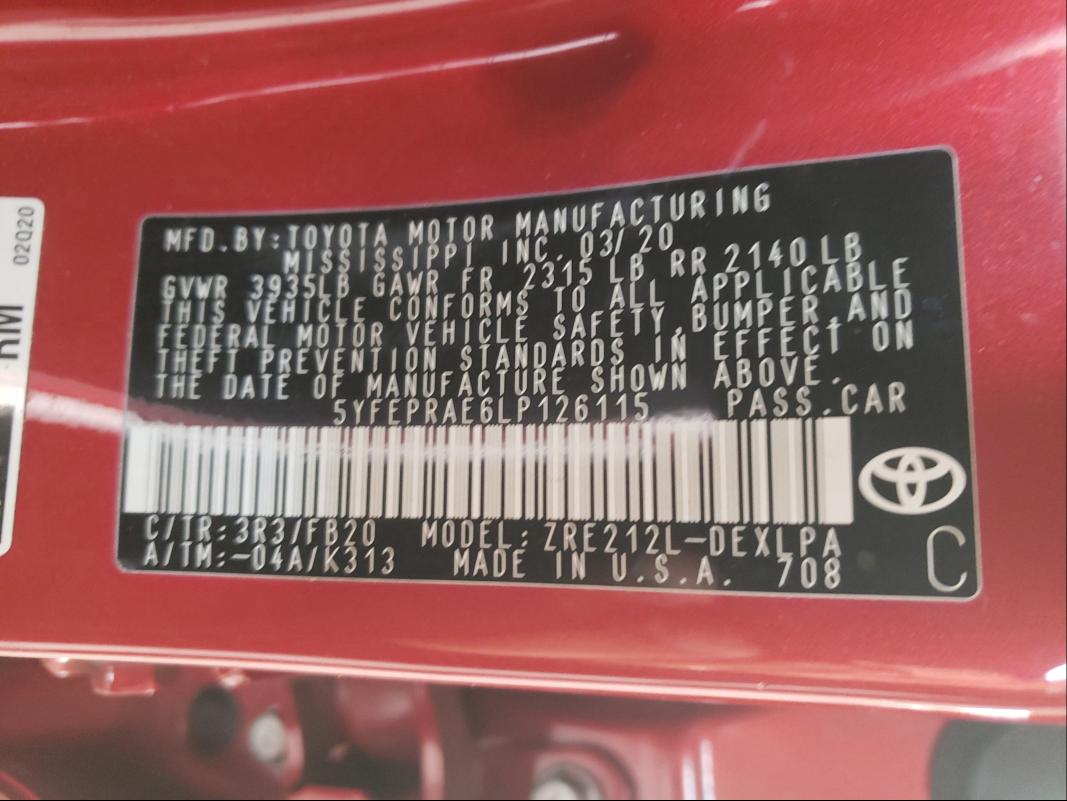 MFD.BY:TOYOTA MOTOR MANUFACTURING
MISSISSIPPI INC. 03/20
GVWR 3935LB GAWR FR 2315 LB RR 2140 LB
THIS VEHICLE CONFORMS TO ALL APPLICABLE
FEDERAL MOTOR VEHICLE SAFETY,BUMPER,AND
THEFT PREVENTION STANDARDS IN EFFECT ON
THE DATE OF MANUFACTURE SHOWN ABOVE.
5YFEPRAE6LP126115 PASS.CAR
C/TR:3R3/FB20 MODEL:ZRE212L-DEXLPA
A/TM:-04A/K313 MADE IN U.S.A. 708
C
02Q20